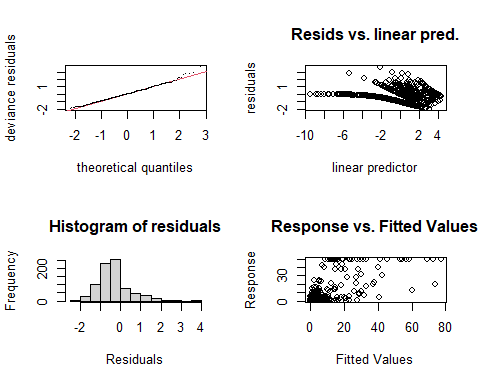 deviance residuals
-2
1
-2
-1
0
1
2
3
theoretical quantiles
Resids vs. linear pred.
residuals
-2
1
-10
-6
-2
2
4
linear predictor
Histogram of residuals
Frequency
0
200
-2
0
1
2
3
4
Residuals
Response vs. Fitted Values
Response
0
30
0
20
40
60
80
Fitted Values